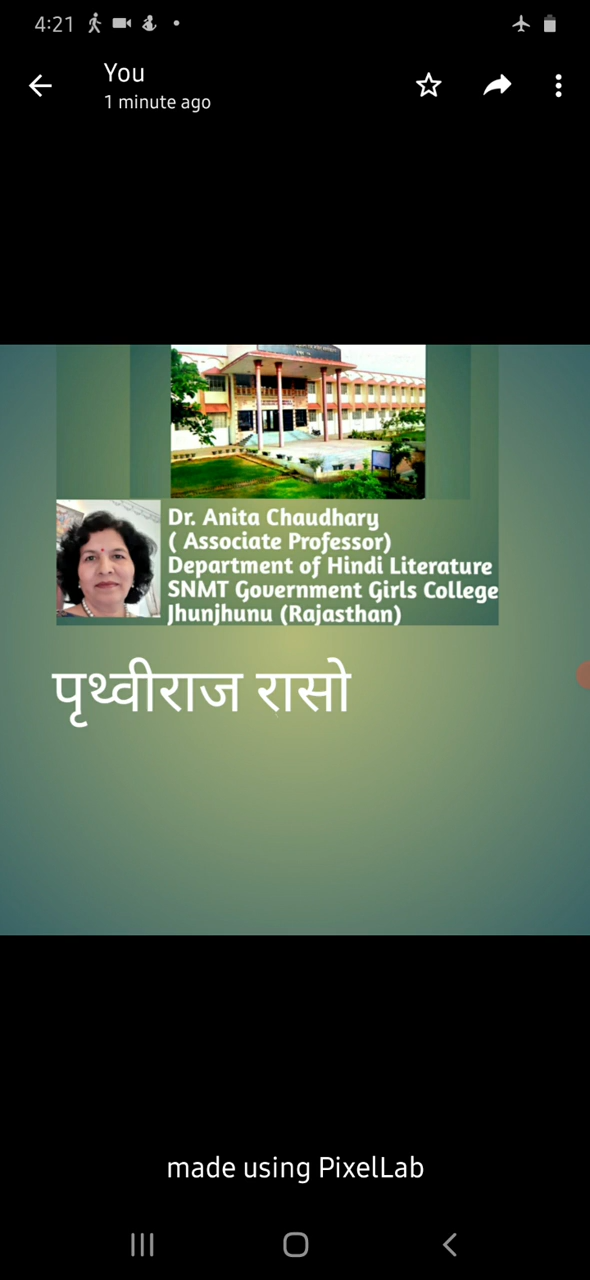 4:21
You
1 minute ago
Dr. Anita Chaudhary
( Associate Professor)
Department of Hindi Literature
SNMT Government Girls College
Jhunjhunu (Rajasthan)
पृथ्वीराज रासो
made using PixelLab